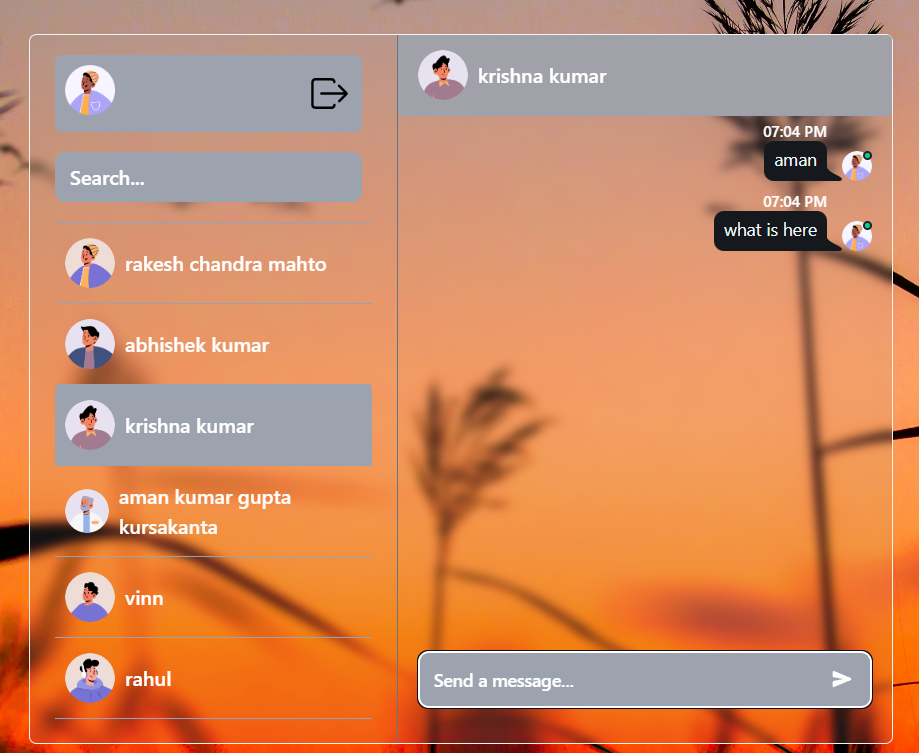 Search...
rakesh chandra mahto
abhishek kumar
krishna kumar
aman kumar gupta
kursakanta
vinn
rahul
krishna kumar
07:04 PM
aman
07:04 PM
what is here
Send a message...